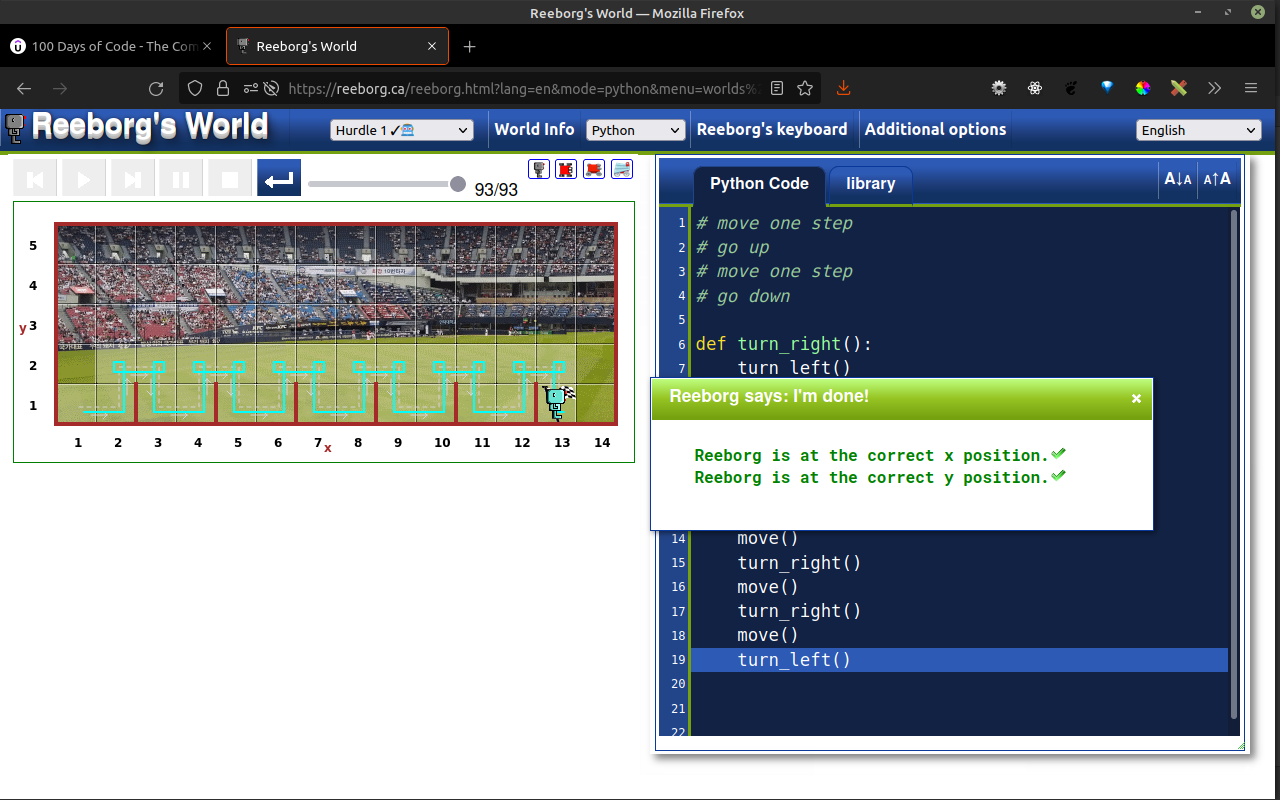 Reeborg's World — Mozilla Firefox
100 Days of Code - The Com
Reeborg's World
https://reeborg.ca/reeborg.html?lang=en&mode=python&menu=worlds%
Reeborg's World
Hurdle 1
World Info
Python
Reeborg's keyboard
Additional options
English
93/93
Python Code
library
A↓A
A↑A
5
4
y 3
2
1
1 2 3 4 5 6 7 x 8 9 10 11 12 13 14
1 # move one step
2 # go up
3 # move one step
4 # go down
5
6 def turn_right():
7 turn_left()
Reeborg says: I'm done!
×
Reeborg is at the correct x position.
Reeborg is at the correct y position.
14 move()
15 turn_right()
16 move()
17 turn_right()
18 move()
19 turn_left()
20
21
22